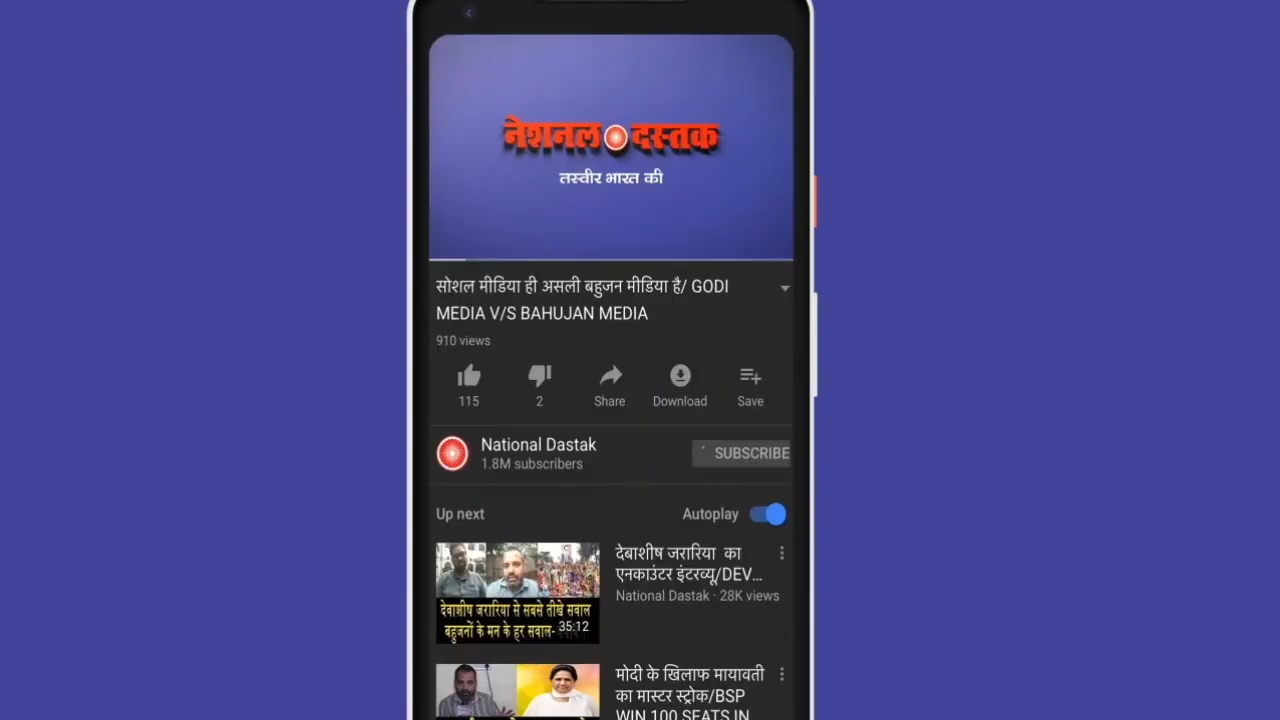 नेशनल दस्तक
तस्वीर भारत की
सोशल मीडिया ही असली बहुजन मीडिया है/ GODI
MEDIA V/S BAHUJAN MEDIA
910 views
115
2
Share
Download
Save
National Dastak
1.8M subscribers
SUBSCRIBE
Up next
Autoplay
देबाशीष जरारिया का
एनकाउंटर इंटरव्यू/DEV...
National Dastak · 28K views
देवाशीष जरारिया से सबसे तीखे सवाल
बहुजनों के मन के हर सवाल-
35:12
मोदी के खिलाफ मायावती
का मास्टर स्ट्रोक/BSP
WIN 100 SEATS IN